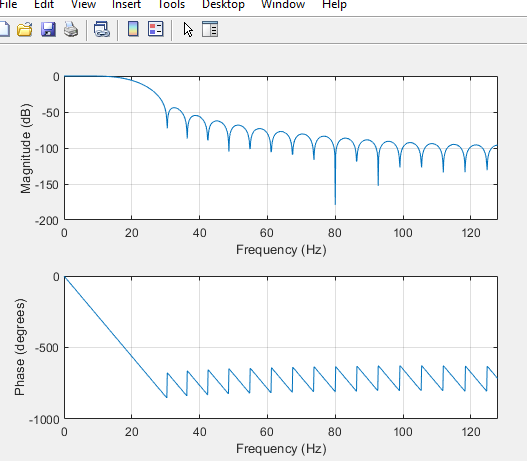 File Edit View Insert Tools Desktop Window Help
0
-50
-100
-150
-200
Magnitude (dB)
0 20 40 60 80 100 120
Frequency (Hz)
0
-500
-1000
Phase (degrees)
0 20 40 60 80 100 120
Frequency (Hz)